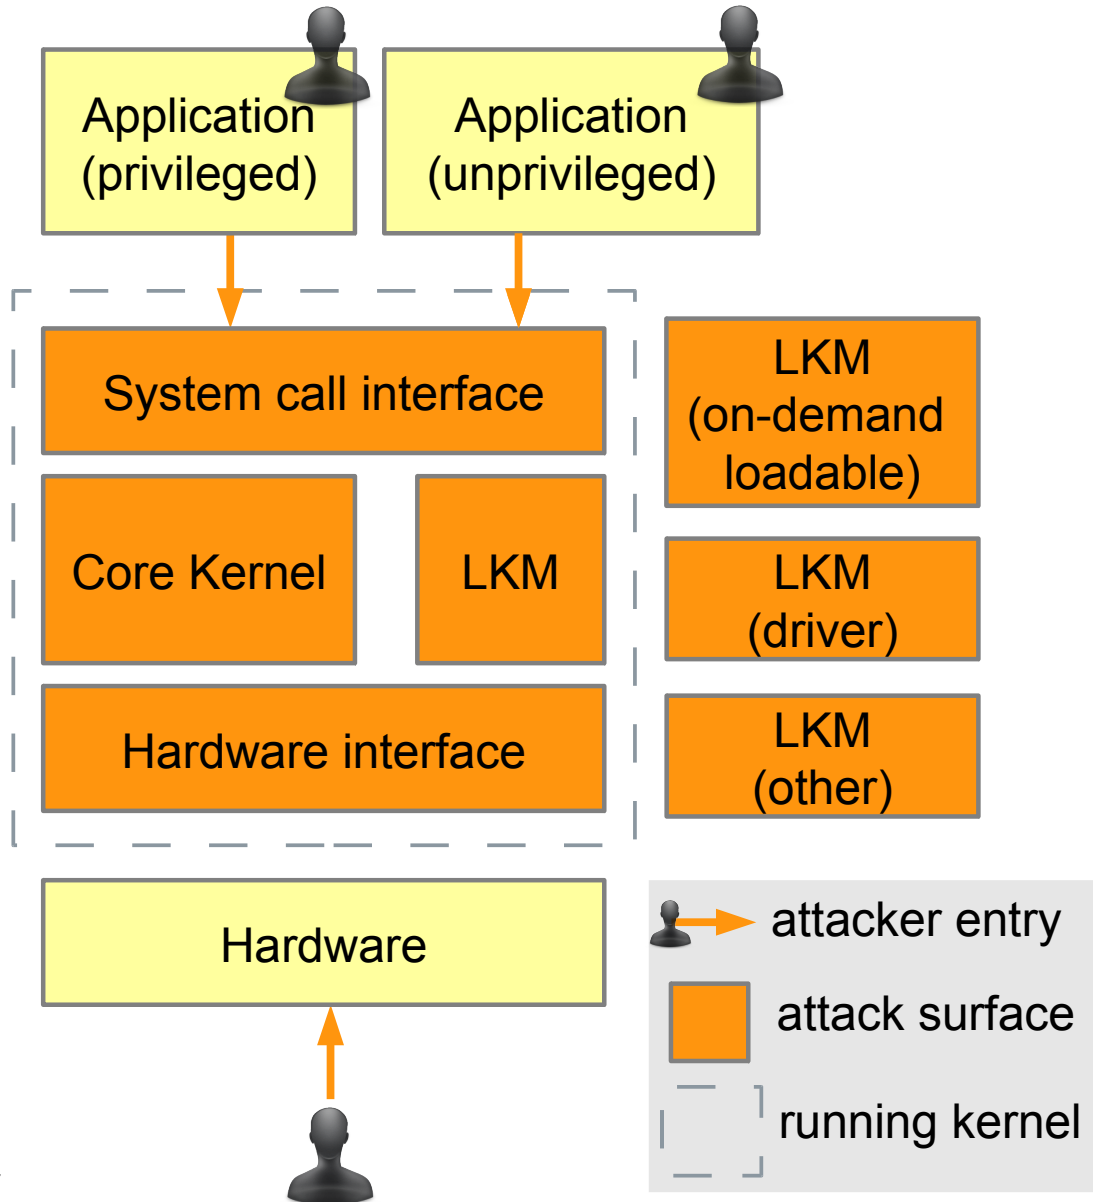 Application
(privileged)
Application
(unprivileged)
System call interface
LKM
(on-demand
loadable)
Core Kernel
LKM
LKM
(driver)
Hardware interface
LKM
(other)
Hardware
attacker entry
attack surface
running kernel